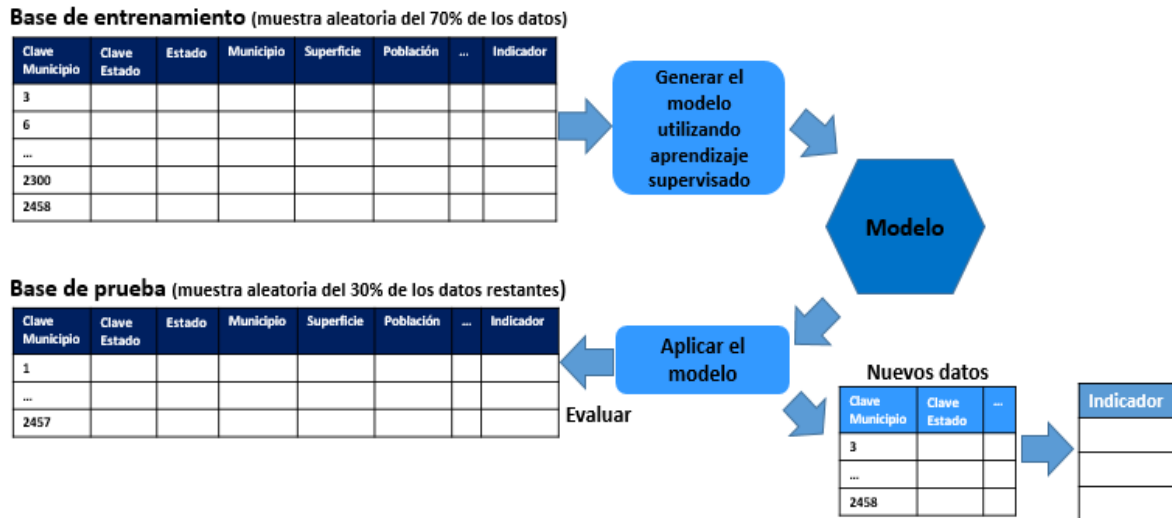 Base de entrenamiento (muestra aleatoria del 70% de los datos)
Clave Municipio Clave Estado Estado Municipio Superficie Población ... Indicador
3
6
...
2300
2458
Generar el
modelo
utilizando
aprendizaje
supervisado
Modelo
Base de prueba (muestra aleatoria del 30% de los datos restantes)
Clave Municipio Clave Estado Estado Municipio Superficie Población ... Indicador
1
...
2457
Evaluar
Aplicar el
modelo
Nuevos datos
Clave Municipio Clave Estado ...
3
...
2458
Indicador